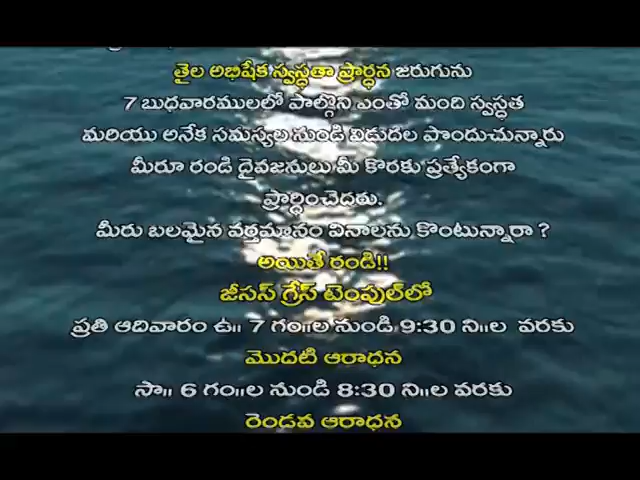 తైల అభిషేక స్వస్థతా ప్రార్ధన జరుగును
7 బుధవారములలో పాల్గొని ఎంతో మంది స్వస్థత
మరియు అనేక సమస్యల నుండి విడుదల పొందుచున్నారు
మీరూ రండి దైవజనులు మీ కొరకు ప్రత్యేకంగా
ప్రార్ధించెదరు.
మీరు బలమైన వర్తమానం వినాలను కొంటున్నారా ?
అయితే రండి!!
జీసస్ గ్రేస్ టెంపుల్‌లో
ప్రతి ఆదివారం ఉ॥ 7 గం॥ల నుండి 9:30 ని॥ల వరకు
మొదటి ఆరాధన
సా॥ 6 గం॥ల నుండి 8:30 ని॥ల వరకు
రెండవ ఆరాధన